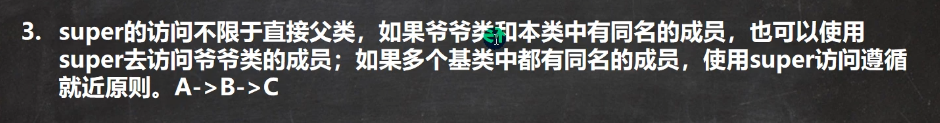 3. super的访问不限于直接父类，如果爷爷类和本类中有同名的成员，也可以使用
super去访问爷爷类的成员；如果多个基类中都有同名的成员，使用super访问遵循
就近原则。A->B->C